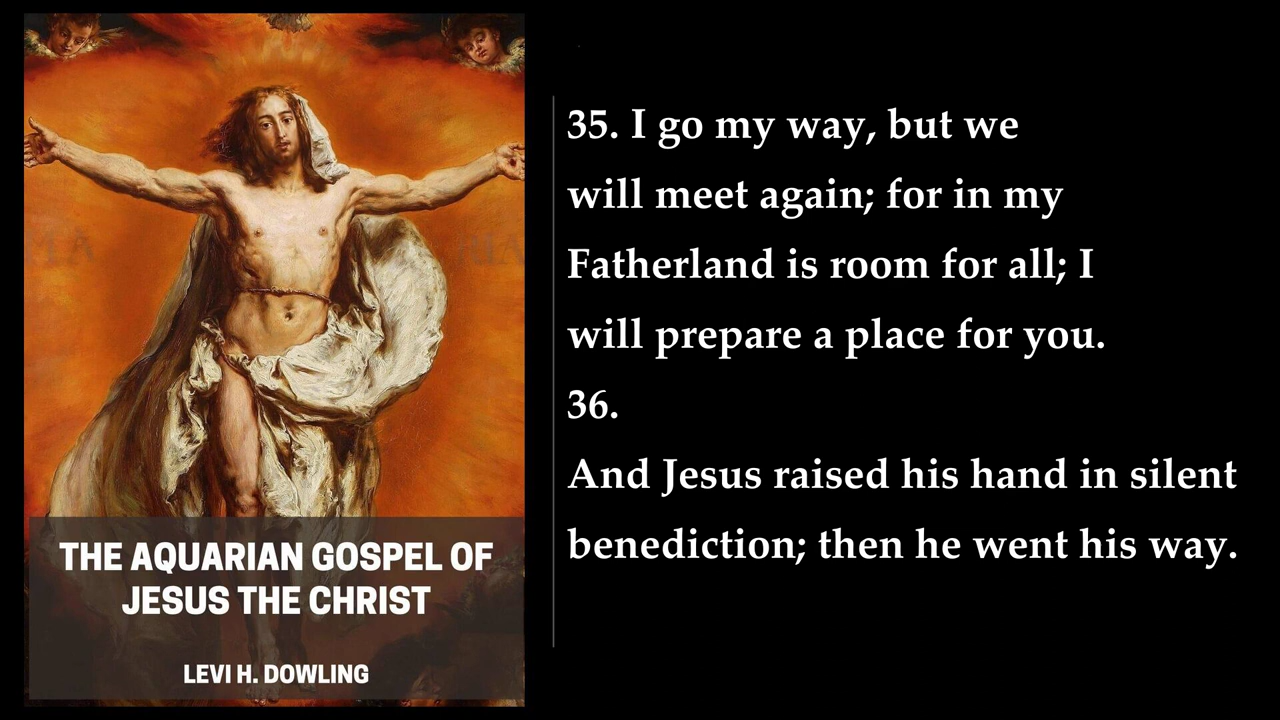 35. I go my way, but we
will meet again; for in my
Fatherland is room for all; I
will prepare a place for you.
36.
And Jesus raised his hand in silent
benediction; then he went his way.
THE AQUARIAN GOSPEL OF
JESUS THE CHRIST
LEVI H. DOWLING